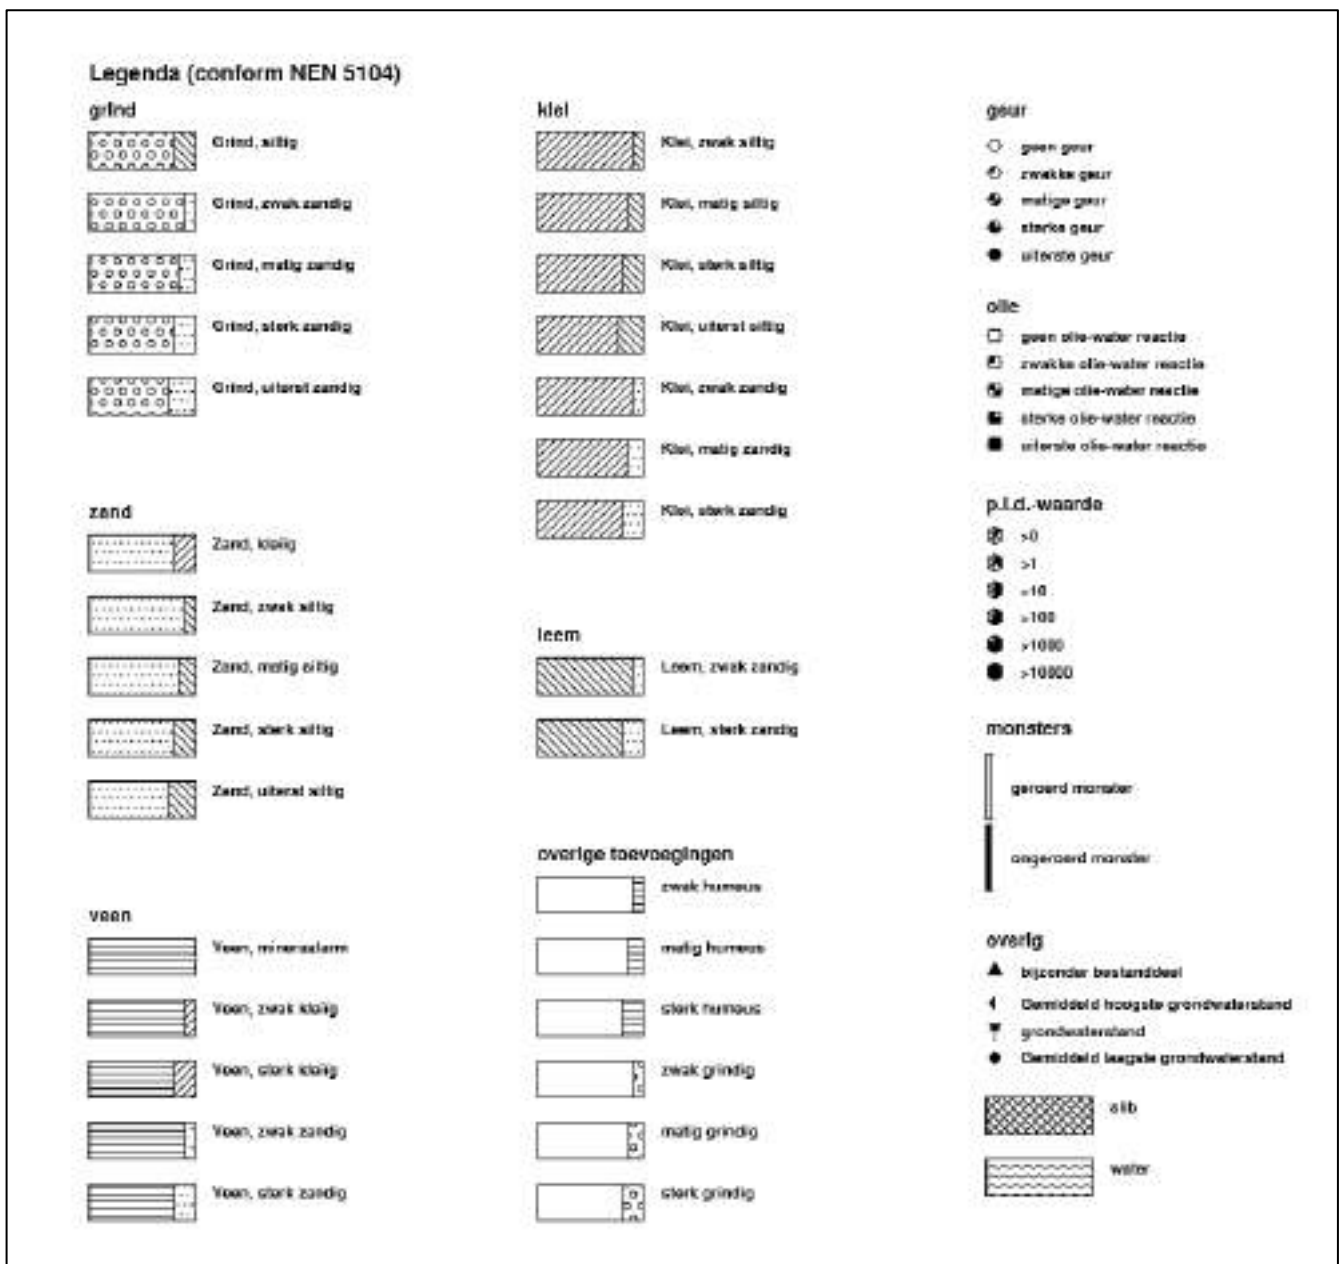 Legenda (conform NEN 5104)
grind
Grind, siltig
Grind, zwak zandig
Grind, matig zandig
Grind, sterk zandig
Grind, uiterst zandig
zand
Zand, kleiig
Zand, zwak siltig
Zand, matig siltig
Zand, sterk siltig
Zand, uiterst siltig
veen
Veen, mineraalarm
Veen, zwak kleiig
Veen, sterk kleiig
Veen, zwak zandig
Veen, sterk zandig
klei
Klei, zwak siltig
Klei, matig siltig
Klei, sterk siltig
Klei, uiterst siltig
Klei, zwak zandig
Klei, matig zandig
Klei, sterk zandig
leem
Leem, zwak zandig
Leem, sterk zandig
overige toevoegingen
zwak humeus
matig humeus
sterk humeus
zwak grindig
matig grindig
sterk grindig
geur
geen geur
zwakke geur
matige geur
sterke geur
uiterste geur
olie
geen olie-water reactie
zwakke olie-water reactie
matige olie-water reactie
sterke olie-water reactie
uiterste olie-water reactie
p.i.d.-waarde
>0
>1
>10
>100
>1000
>10000
monsters
geroerd monster
ongeroerd monster
overig
bijzonder bestanddeel
Gemiddeld hoogste grondwaterstand
grondwaterstand
Gemiddeld laagste grondwaterstand
slib
water